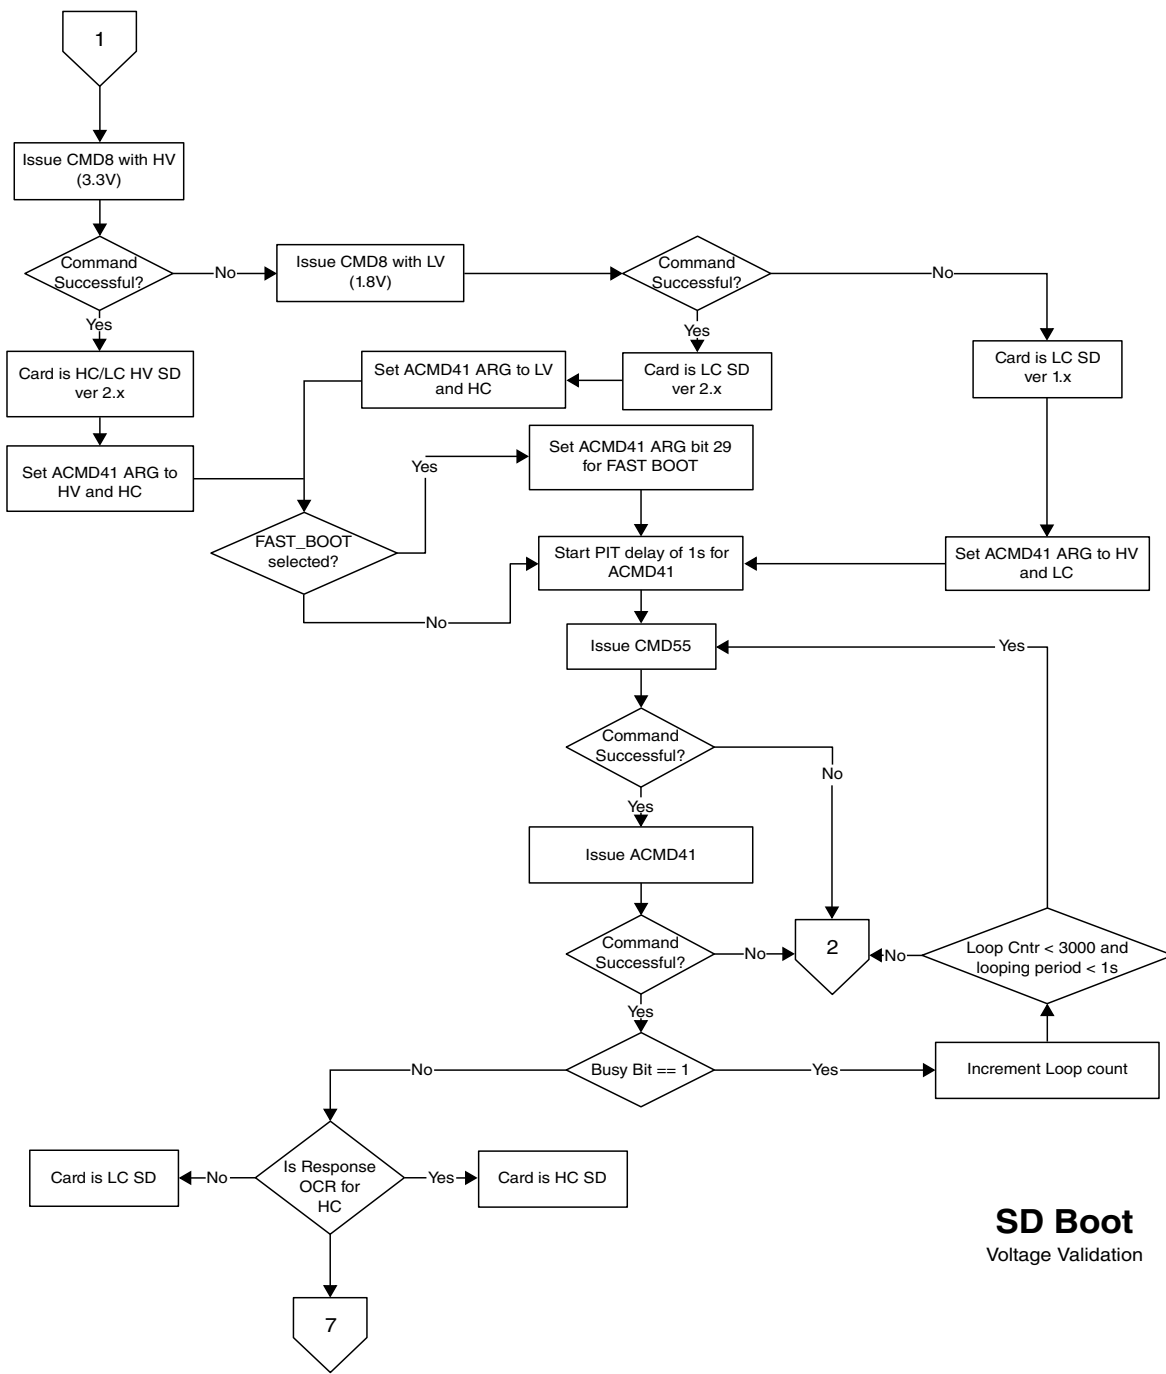 1
Issue CMD8 with HV
(3.3V)
Command
Successful?
No
Issue CMD8 with LV
(1.8V)
Command
Successful?
No
Yes
Yes
Card is HC/LC HV SD
ver 2.x
Set ACMD41 ARG to LV
and HC
Card is LC SD
ver 2.x
Card is LC SD
ver 1.x
Set ACMD41 ARG to
HV and HC
Yes
Set ACMD41 ARG bit 29
for FAST BOOT
FAST_BOOT
selected?
No
Start PIT delay of 1s for
ACMD41
Set ACMD41 ARG to HV
and LC
Issue CMD55
Yes
Command
Successful?
No
Yes
Issue ACMD41
Command
Successful?
No
2
No
Loop Cntr < 3000 and
looping period < 1s
Yes
Busy Bit == 1
No
Yes
Increment Loop count
Is Response
OCR for
HC
No
Card is LC SD
Yes
Card is HC SD
7
SD Boot
Voltage Validation